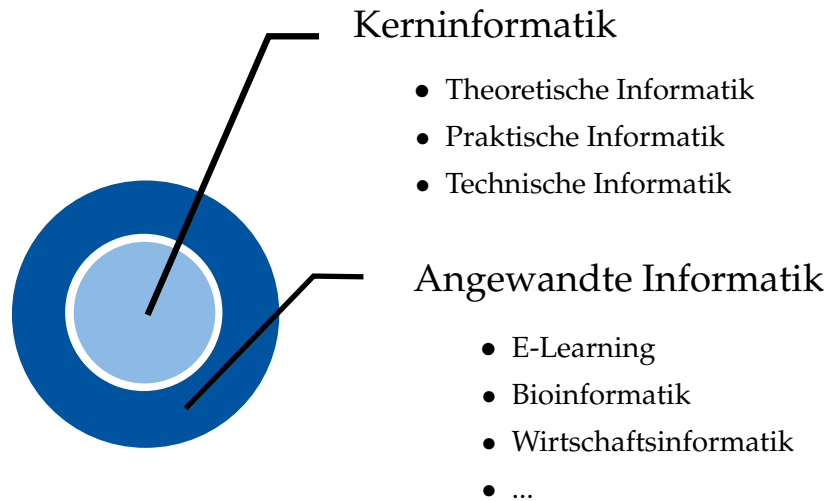 Kerninformatik
• Theoretische Informatik
• Praktische Informatik
• Technische Informatik
Angewandte Informatik
• E-Learning
• Bioinformatik
• Wirtschaftsinformatik
• ...